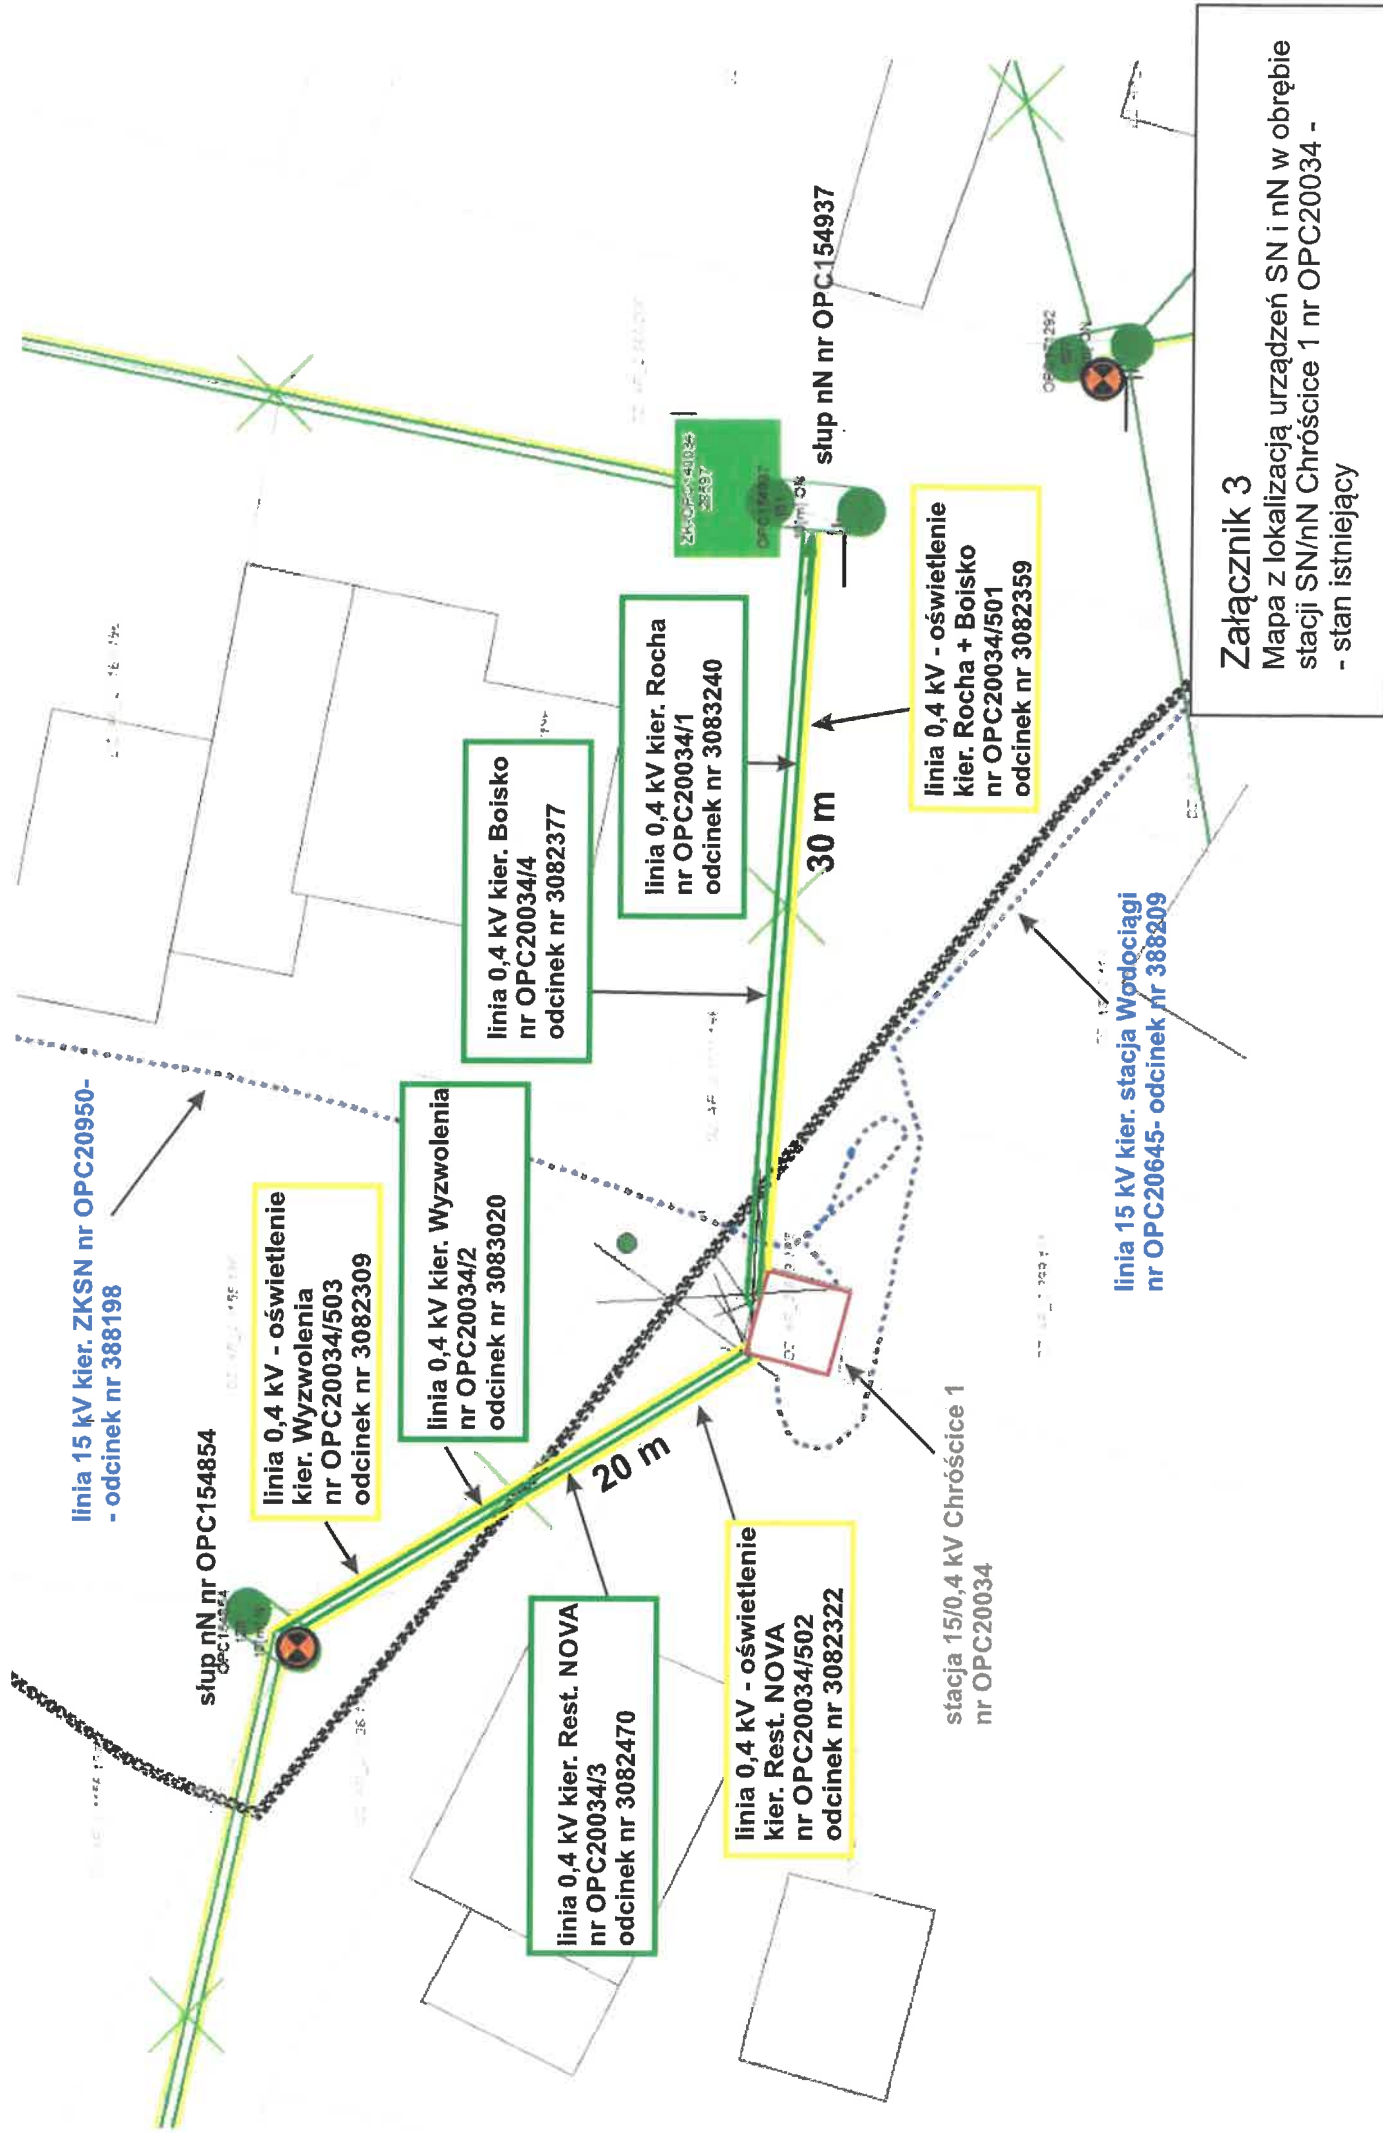 linia 15 kV kier. ZKSN nr OPC20950-
- odcinek nr 388198
słup nN nr OPC154854
linia 0,4 kV - oświetlenie
kier. Wyzwolenia
nr OPC20034/503
odcinek nr 3082309
linia 0,4 kV kier. Wyzwolenia
nr OPC20034/2
odcinek nr 3083020
linia 0,4 kV kier. Boisko
nr OPC20034/4
odcinek nr 3082377
linia 0,4 kV kier. Rocha
nr OPC20034/1
odcinek nr 3083240
słup nN nr OPC154937
linia 0,4 kV - oświetlenie
kier. Rocha + Boisko
nr OPC20034/501
odcinek nr 3082359
30 m
20 m
linia 0,4 kV kier. Rest. NOVA
nr OPC20034/3
odcinek nr 3082470
linia 0,4 kV - oświetlenie
kier. Rest. NOVA
nr OPC20034/502
odcinek nr 3082322
stacja 15/0,4 kV Chróścice 1
nr OPC20034
linia 15 kV kier. stacja Wodociągi
nr OPC20645- odcinek nr 388209
Załącznik 3
Mapa z lokalizacją urządzeń SN i nN w obrębie
stacji SN/nN Chróścice 1 nr OPC20034 -
- stan istniejący